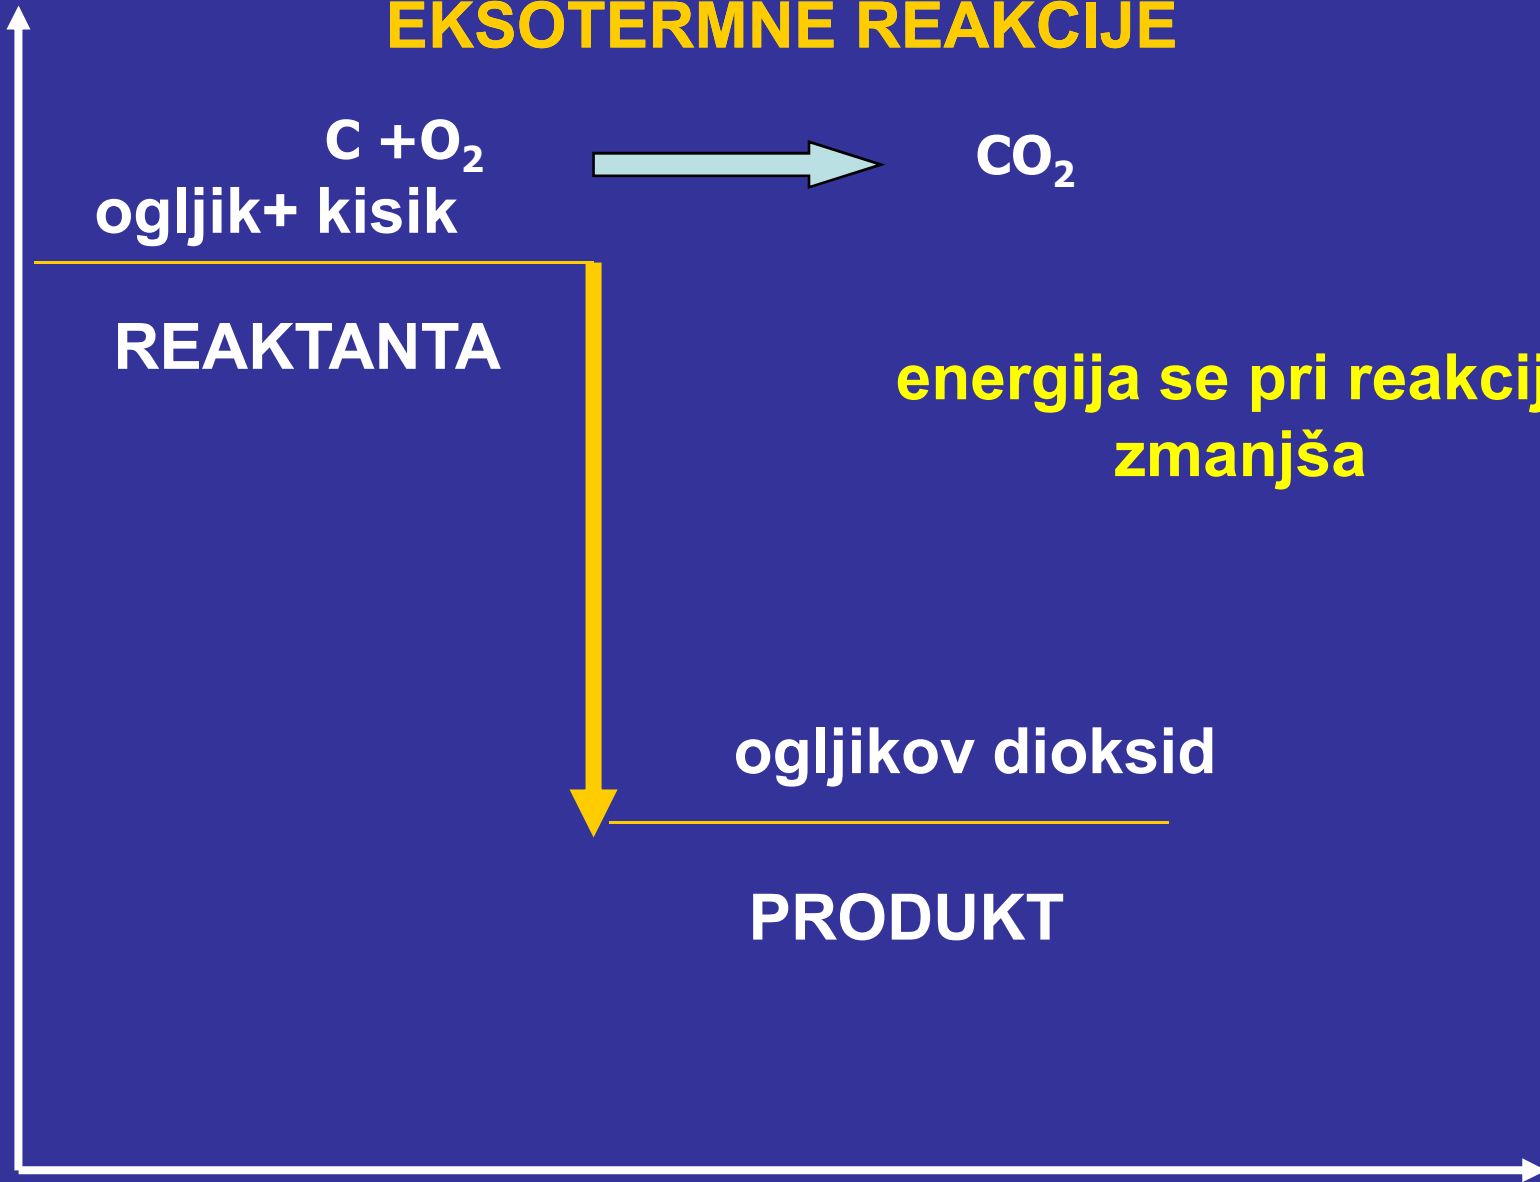 EKSOTERMNE REAKCIJE
C +O₂
CO₂
ogljik+ kisik
REAKTANTA
energija se pri reakcij
zmanjša
ogljikov dioksid
PRODUKT